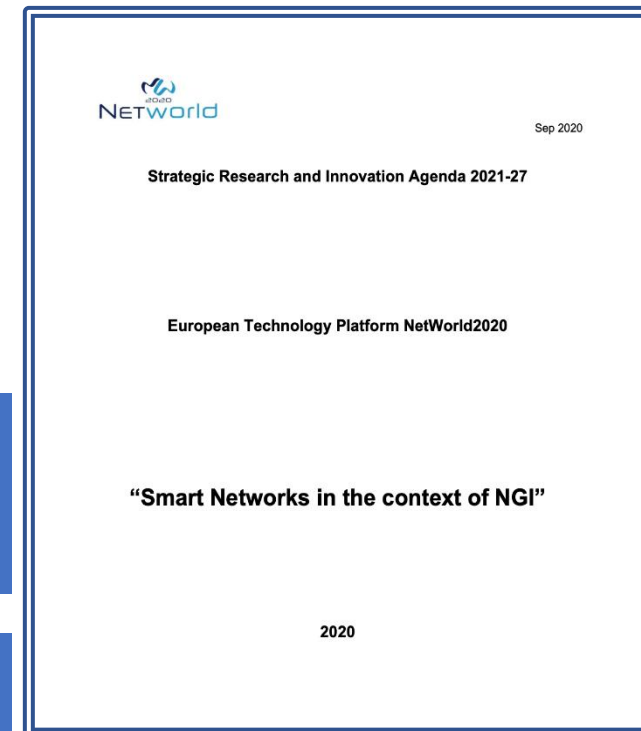 2020
NETWorld
Sep 2020
Strategic Research and Innovation Agenda 2021-27
European Technology Platform NetWorld2020
“Smart Networks in the context of NGI”
2020